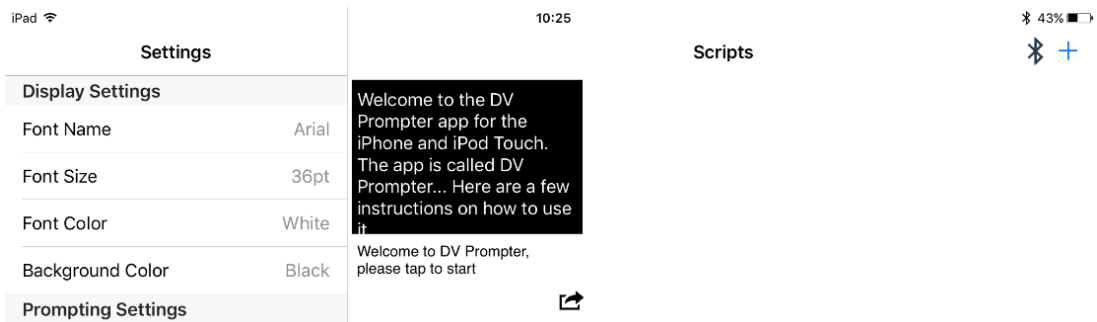 iPad 10:25 43%
Settings
Scripts
Display Settings
Font Name Arial
Font Size 36pt
Font Color White
Background Color Black
Prompting Settings
Welcome to the DV
Prompter app for the
iPhone and iPod Touch.
The app is called DV
Prompter... Here are a few
instructions on how to use
it
Welcome to DV Prompter,
please tap to start